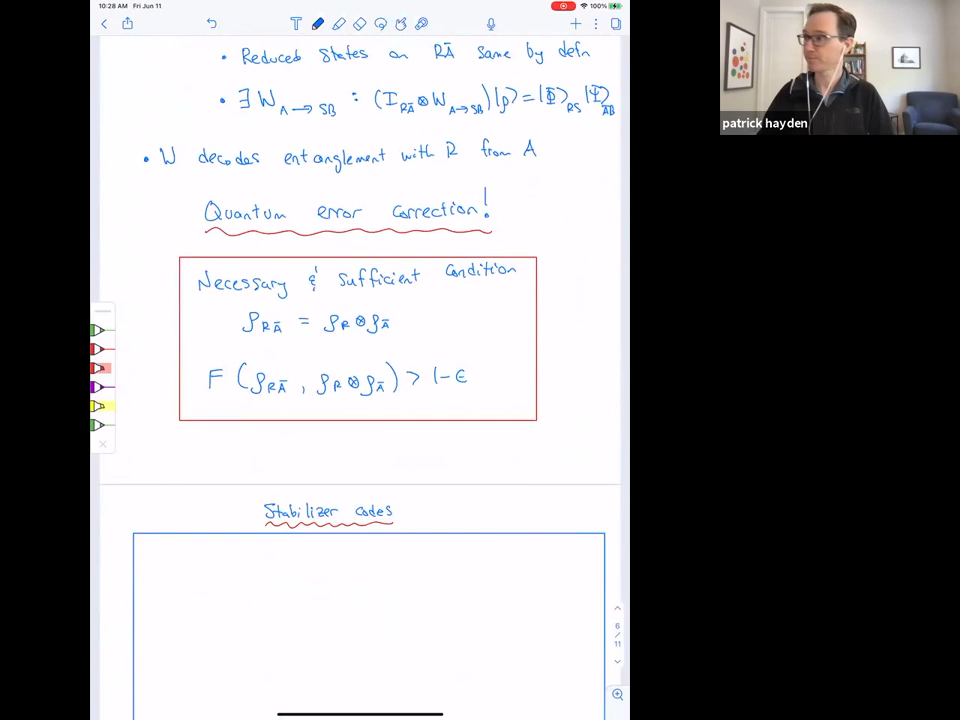 10:28 AM Fri Jun 11
100%
• Reduced states on RĀ same by defn
• ∃ W_{A→SB} : (I_{RĀ} ⊗ W_{A→SB}) |ρ⟩ = |Φ⟩_{RS} |Ψ⟩_{ĀB}
• W decodes entanglement with R from A
Quantum error correction!
Necessary & sufficient condition
ρ_{RĀ} = ρ_R ⊗ ρ_Ā
F (ρ_{RĀ} , ρ_R ⊗ ρ_Ā) > 1 - ε
Stabilizer codes
6
/
11
patrick hayden